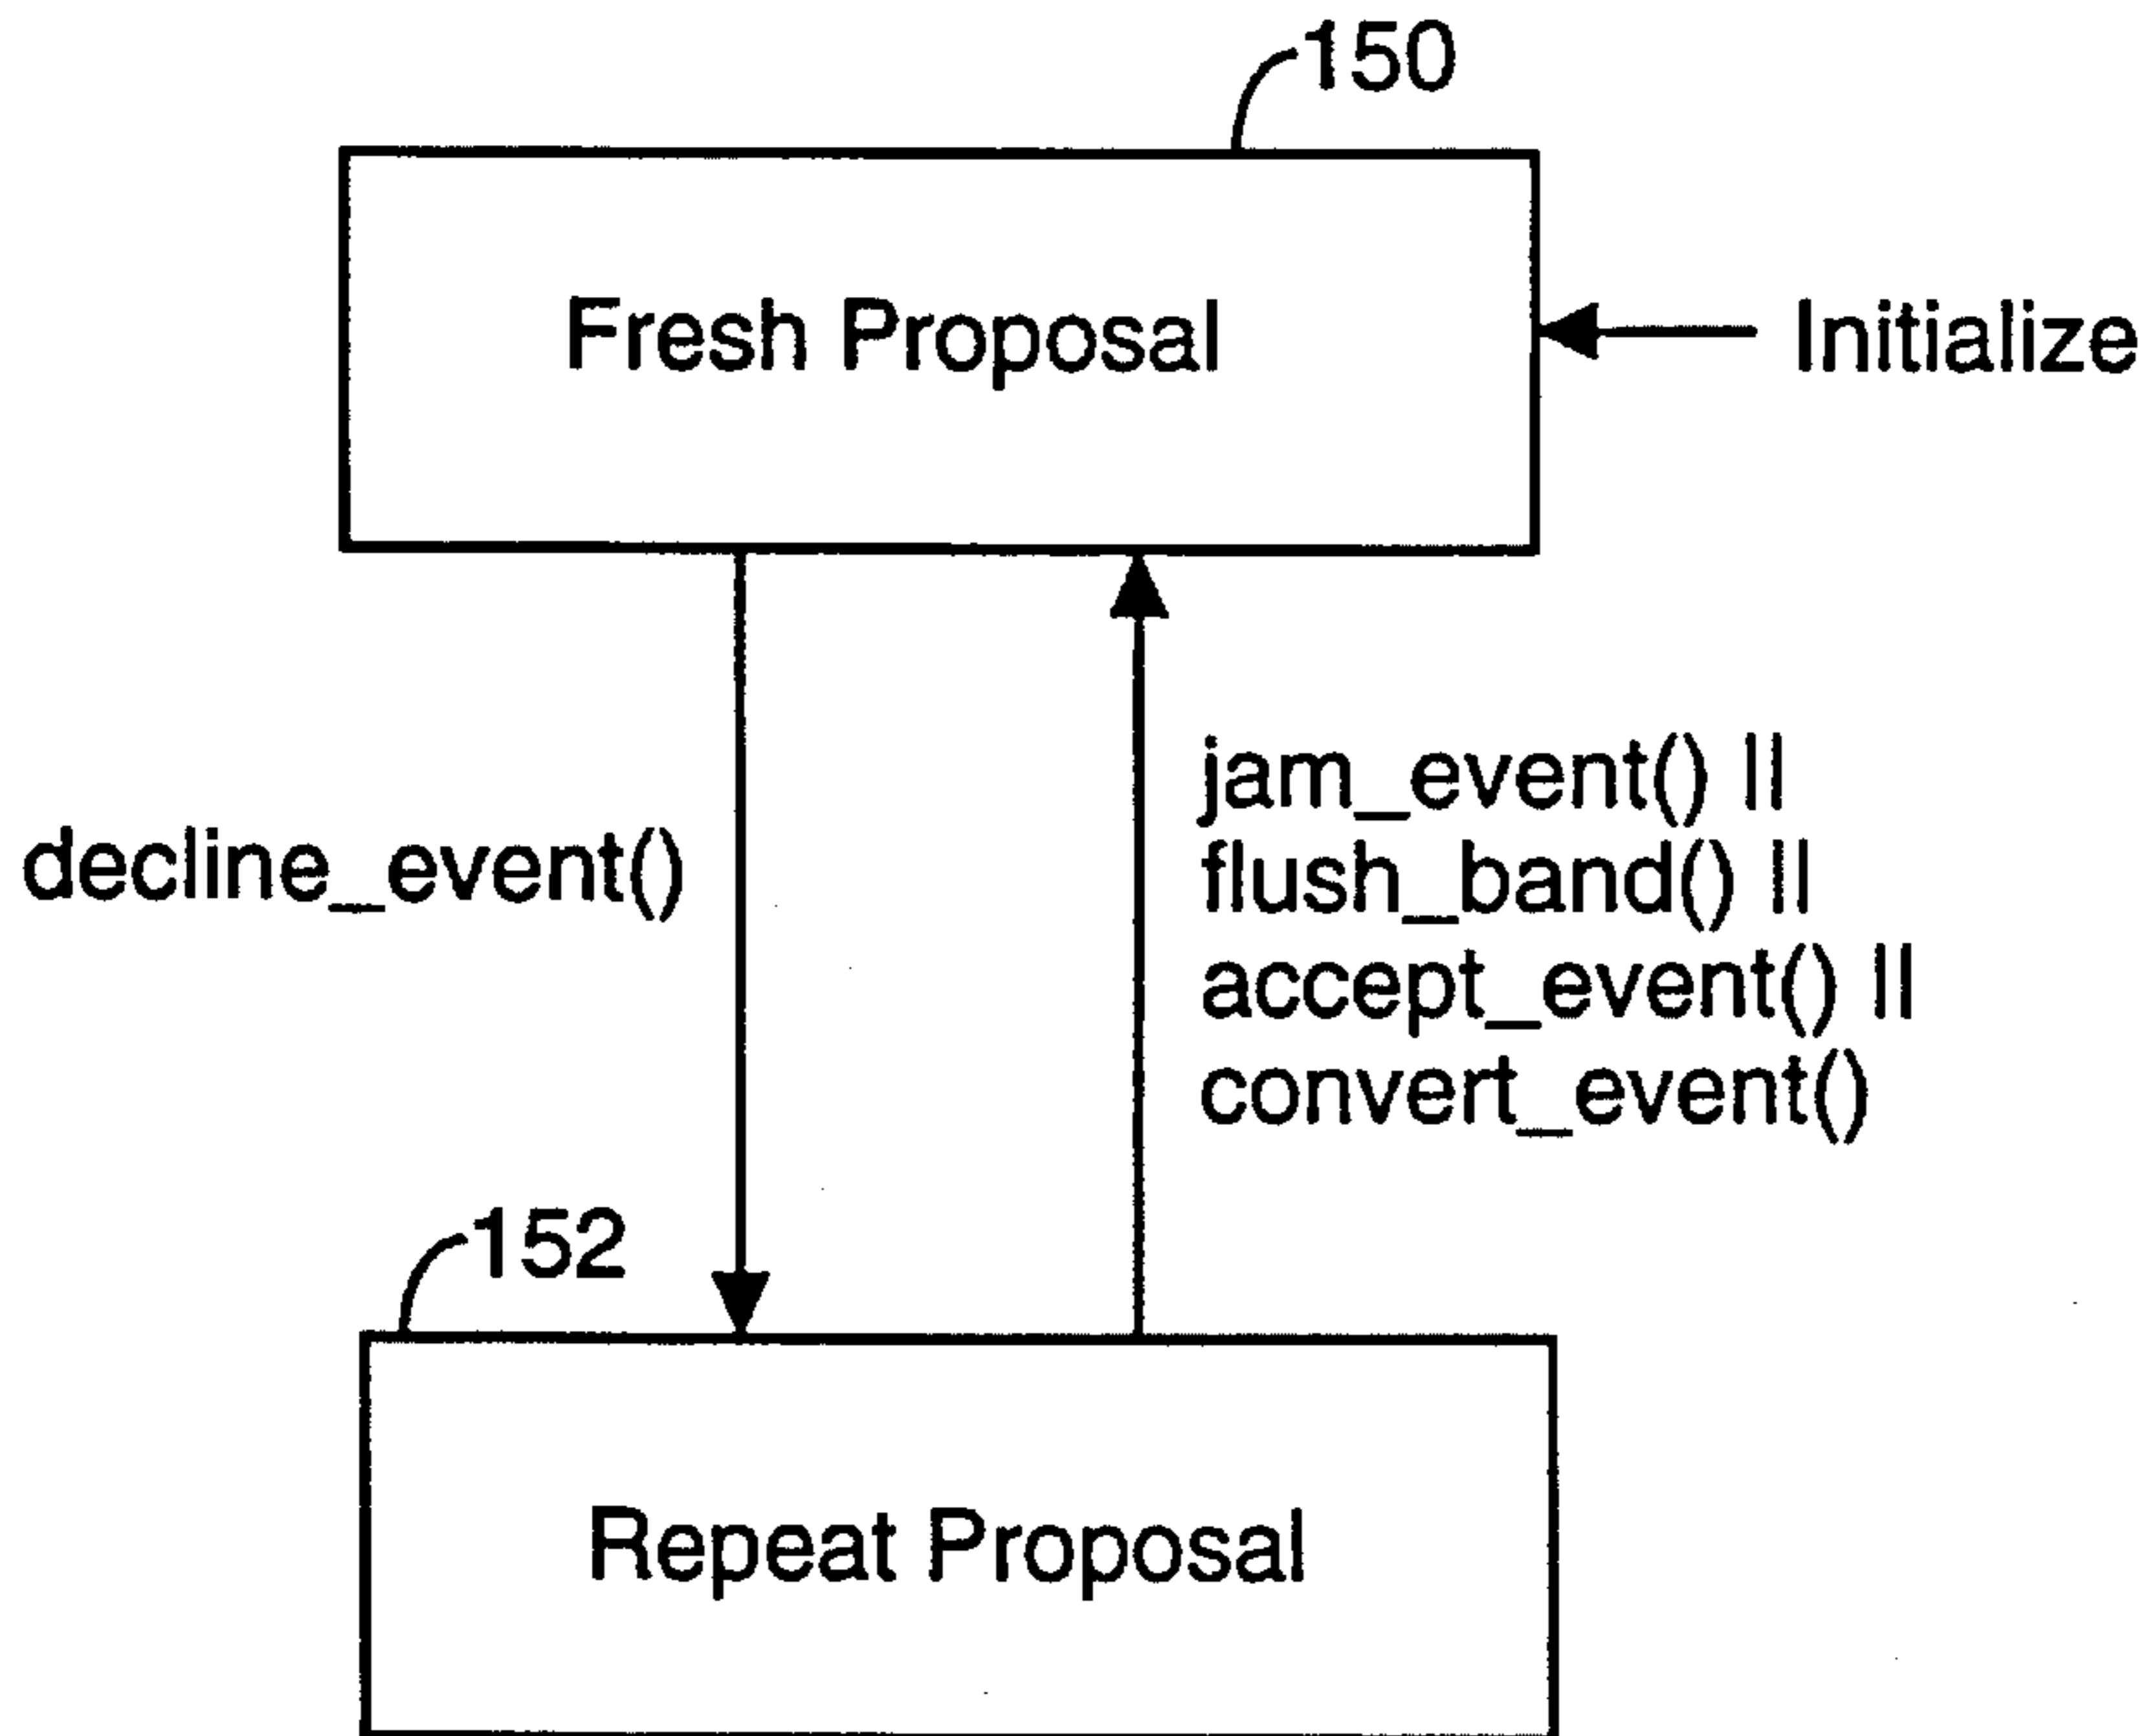 150
Fresh Proposal
Initialize
jam_event() ||
decline_event()
flush_band() ||
accept_event() ||
convert_event()
152
Repeat Proposal